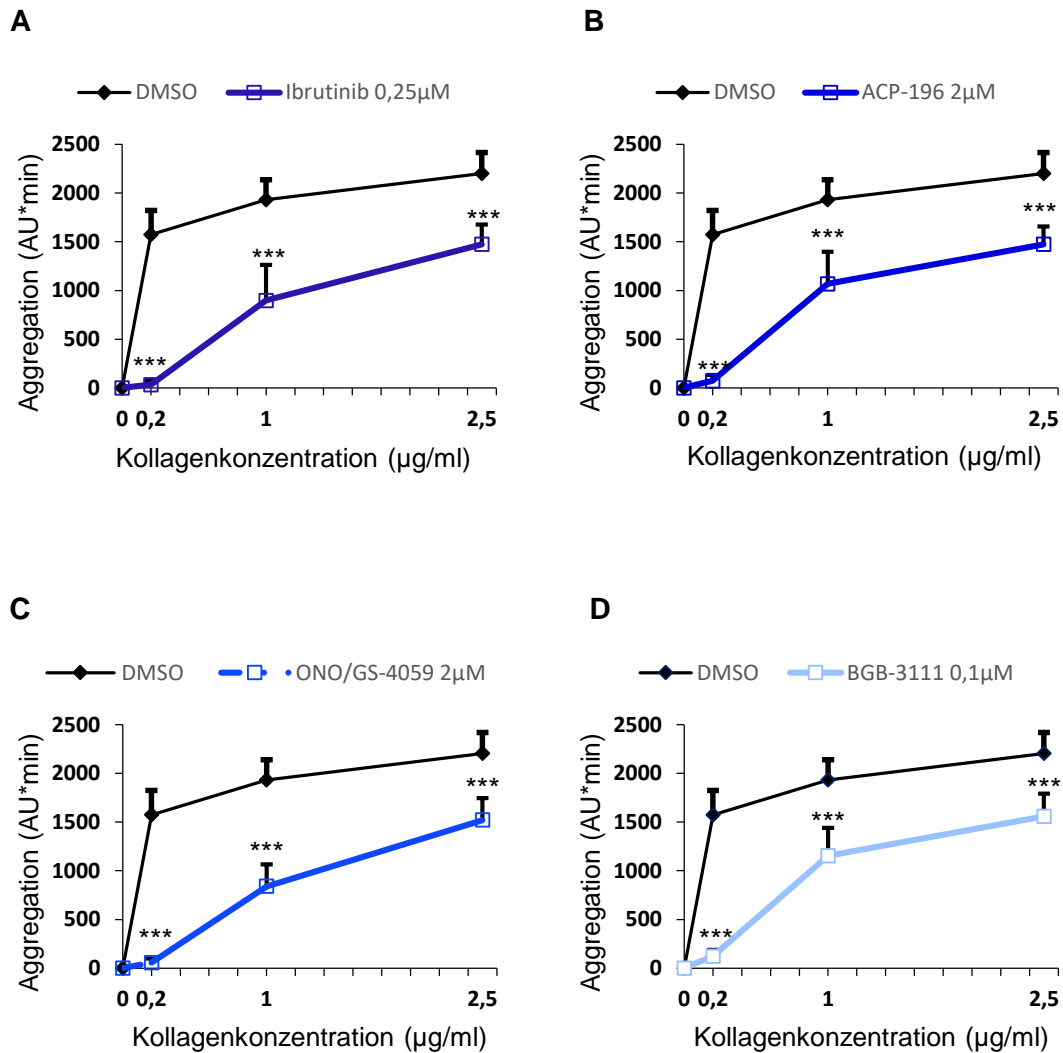 A
DMSO Ibrutinib 0,25µM
Aggregation (AU*min)
2500
2000
1500
1000
500
0
***
***
***
0 0,2 1 2,5
Kollagenkonzentration (µg/ml)
B
DMSO ACP-196 2µM
Aggregation (AU*min)
2500
2000
1500
1000
500
0
***
***
***
0 0,2 1 2,5
Kollagenkonzentration (µg/ml)
C
DMSO ONO/GS-4059 2µM
Aggregation (AU*min)
2500
2000
1500
1000
500
0
***
***
***
0 0,2 1 2,5
Kollagenkonzentration (µg/ml)
D
DMSO BGB-3111 0,1µM
Aggregation (AU*min)
2500
2000
1500
1000
500
0
***
***
***
0 0,2 1 2,5
Kollagenkonzentration (µg/ml)